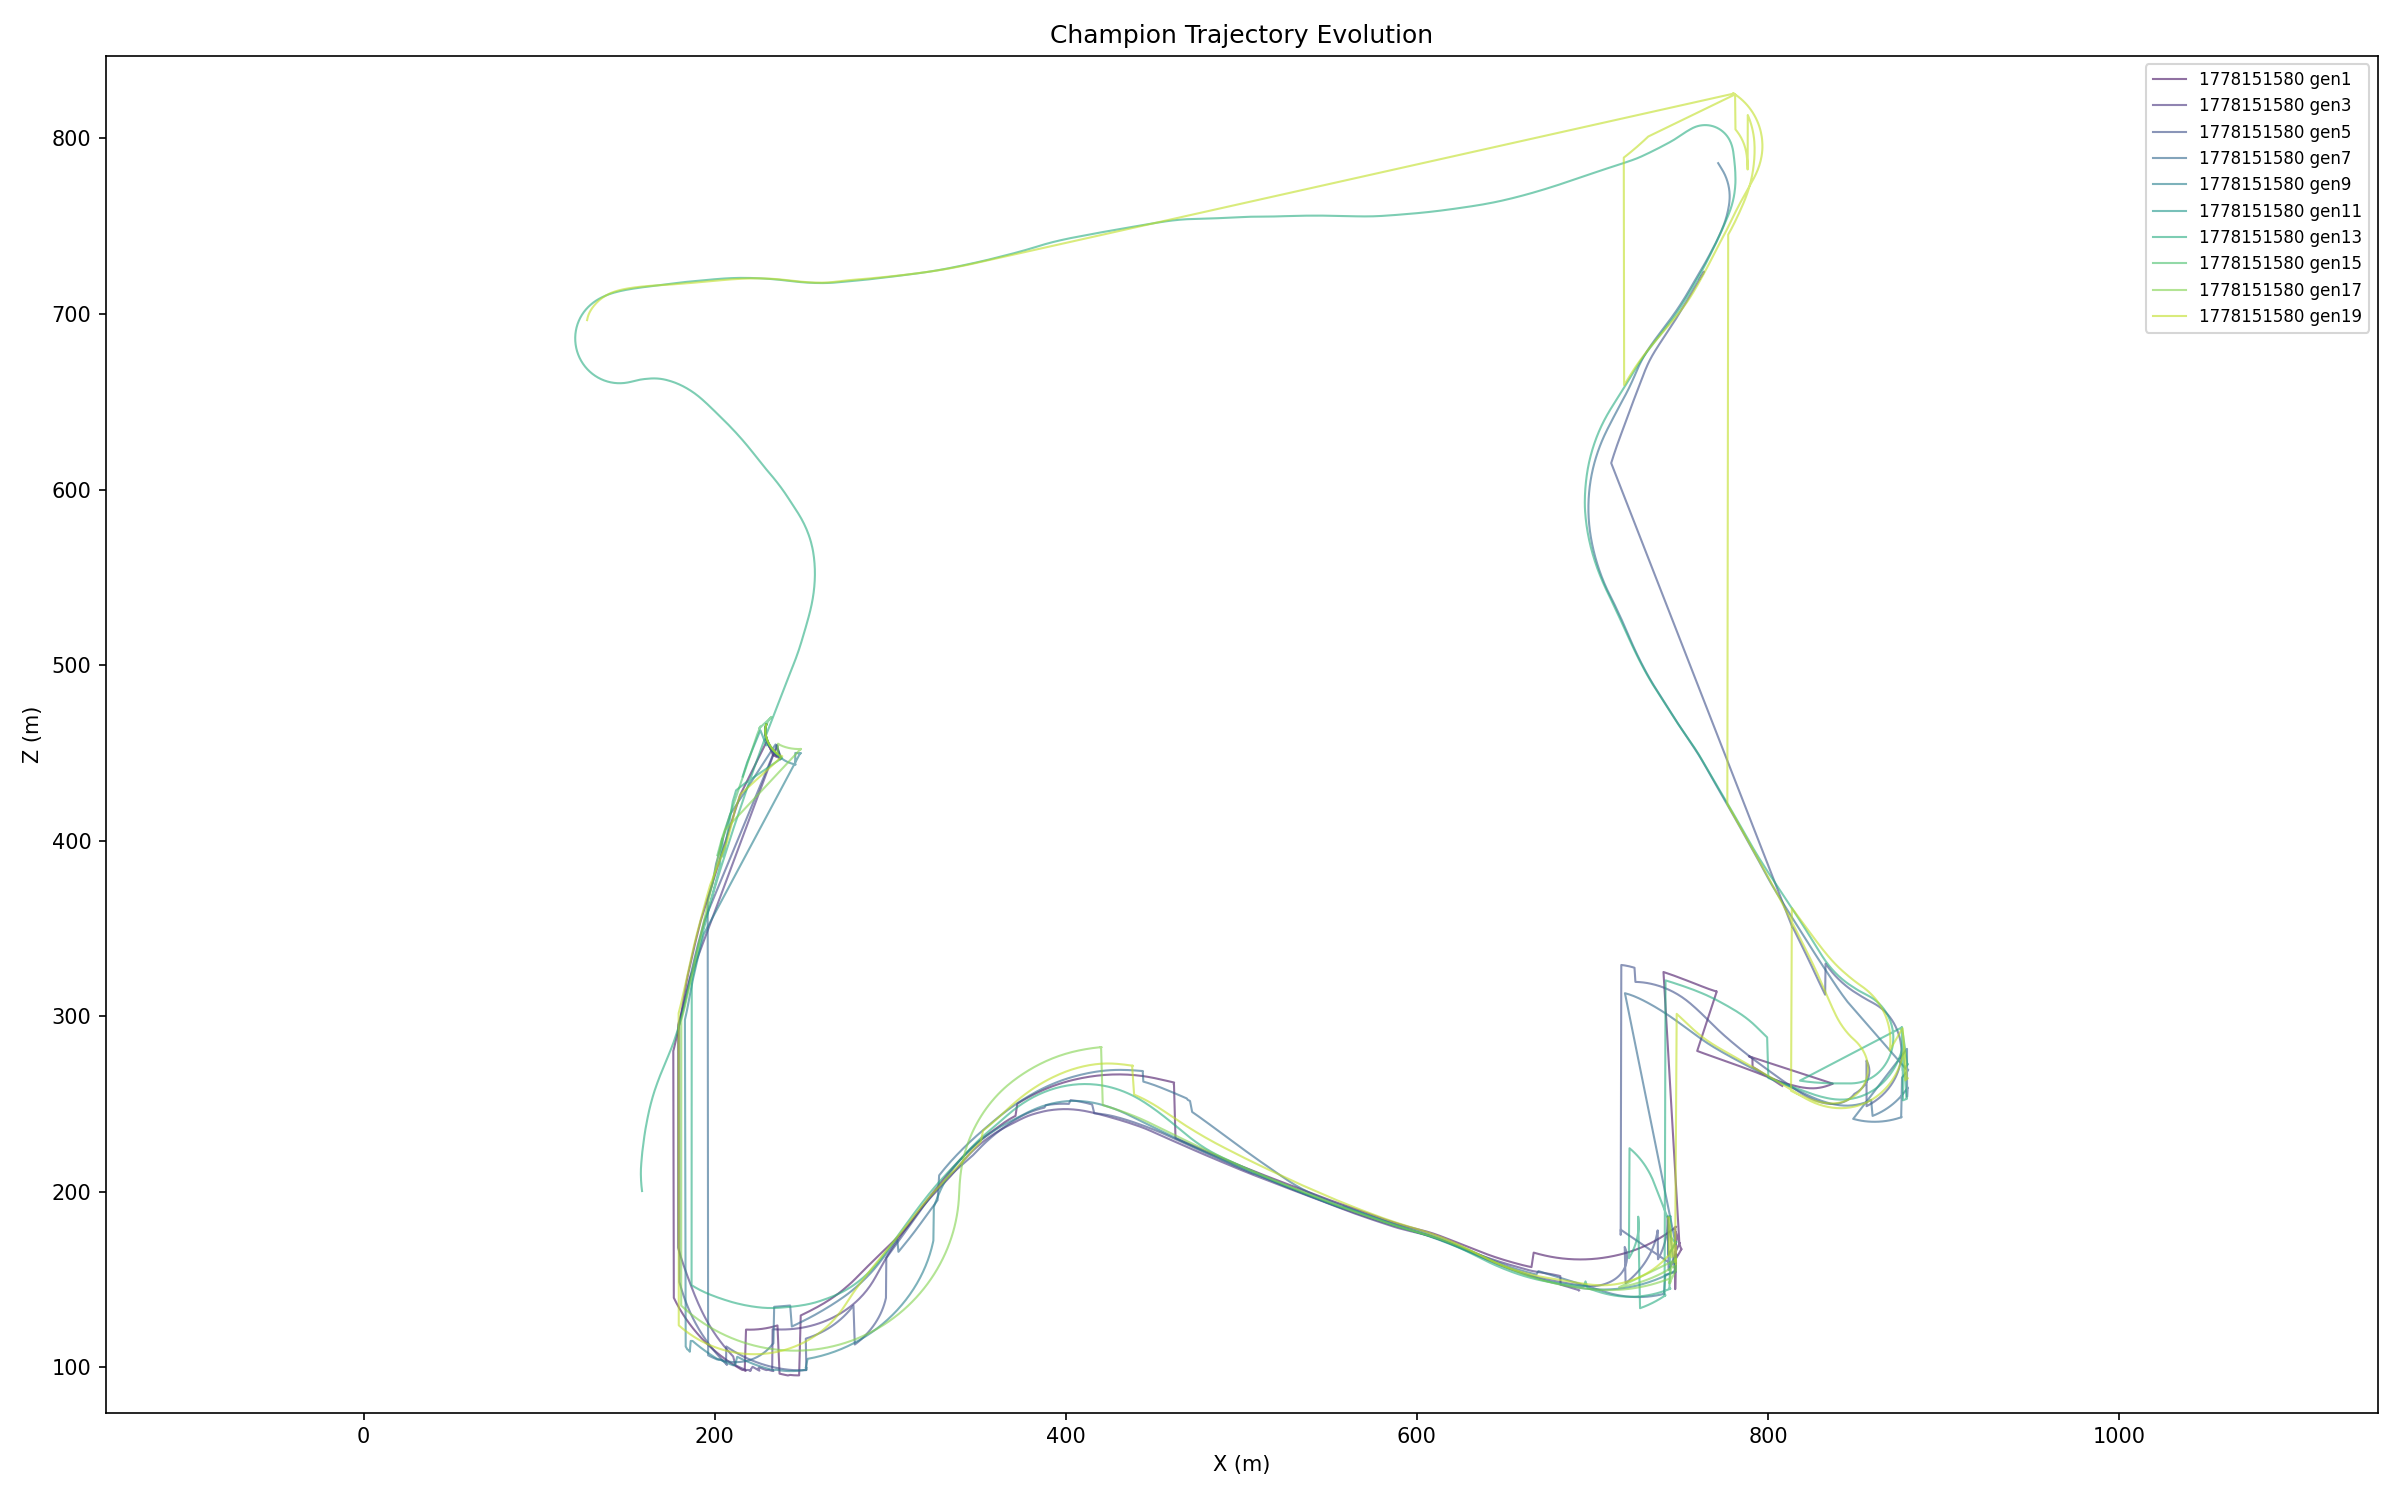 Champion Trajectory Evolution
1778151580 gen1
1778151580 gen3
1778151580 gen5
1778151580 gen7
1778151580 gen9
1778151580 gen11
1778151580 gen13
1778151580 gen15
1778151580 gen17
1778151580 gen19
800
700
600
500
400
300
200
100
Z (m)
0
200
400
600
800
1000
X (m)